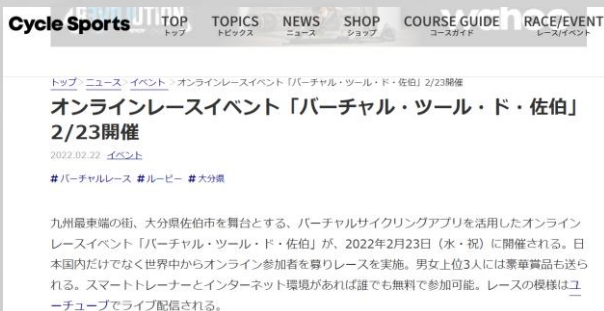 Cycle Sports
TOP TOPICS NEWS SHOP COURSE GUIDE RACE/EVENT
トップ トピックス ニュース ショップ コースガイド レース/イベント
トップ > ニュース > イベント > オンラインレースイベント「バーチャル・ツール・ド・佐伯」2/23開催
オンラインレースイベント「バーチャル・ツール・ド・佐伯」
2/23開催
2022.02.22 イベント
#バーチャルレース #ルービー #大分県
九州最東端の街、大分県佐伯市を舞台とする、バーチャルサイクリングアプリを活用したオンライン
レースイベント「バーチャル・ツール・ド・佐伯」が、2022年2月23日（水・祝）に開催される。日
本国内だけでなく世界中からオンライン参加者を募りレースを実施。男女上位3人には豪華賞品も送ら
れる。スマートトレーナーとインターネット環境があれば誰でも無料で参加可能。レースの模様はユ
ーチューブでライブ配信される。